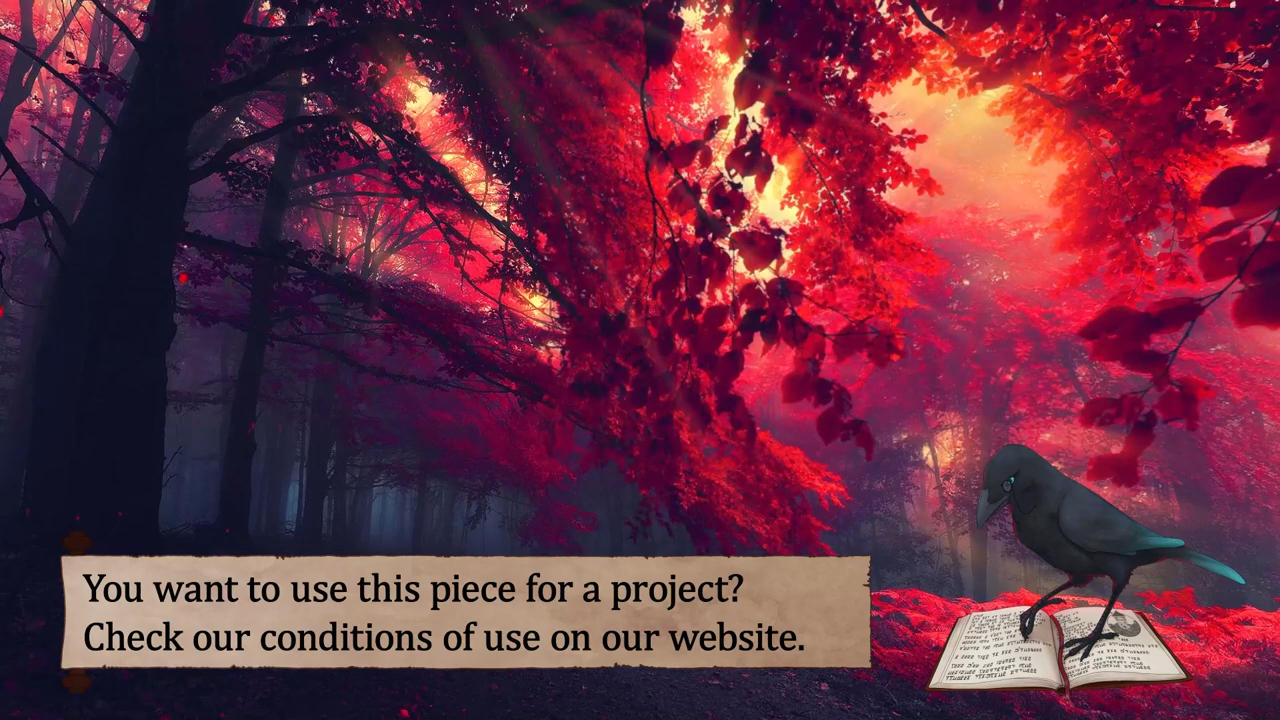 You want to use this piece for a project?
Check our conditions of use on our website.